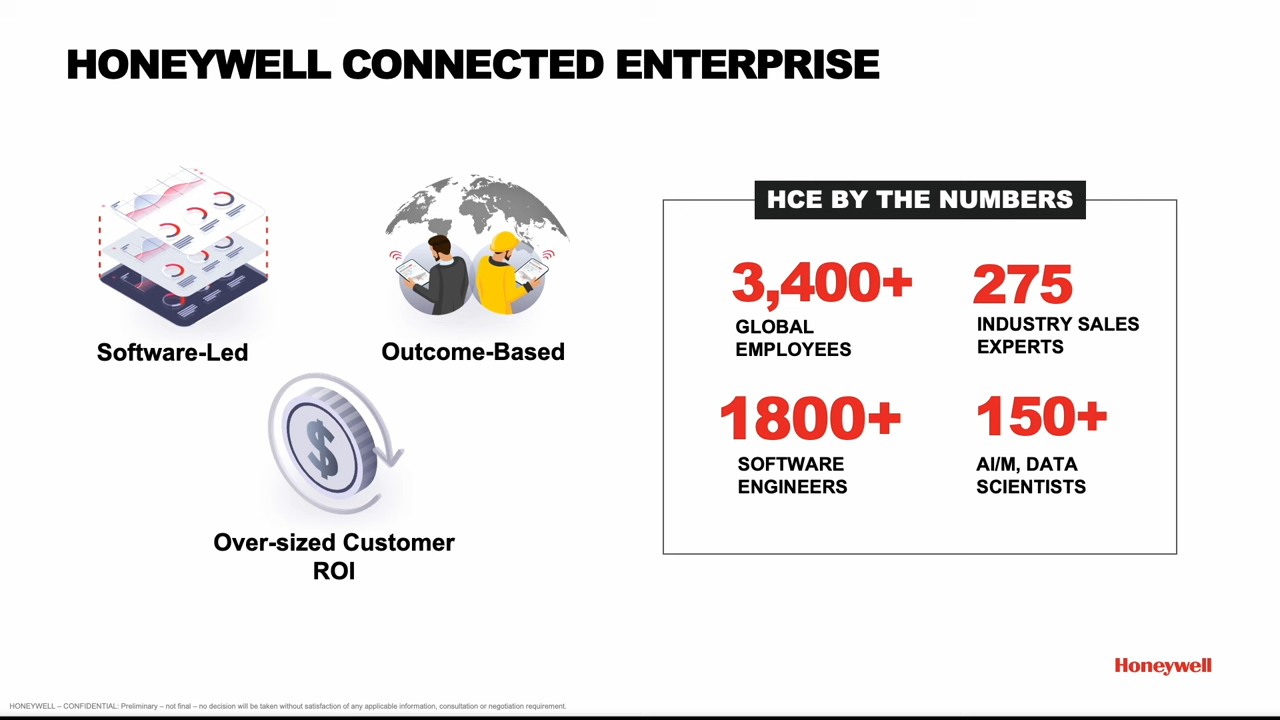 HONEYWELL CONNECTED ENTERPRISE
Software-Led
Outcome-Based
$
Over-sized Customer
ROI
HCE BY THE NUMBERS
3,400+
GLOBAL
EMPLOYEES
275
INDUSTRY SALES
EXPERTS
1800+
SOFTWARE
ENGINEERS
150+
AI/M, DATA
SCIENTISTS
Honeywell
HONEYWELL – CONFIDENTIAL: Preliminary – not final – no decision will be taken without satisfaction of any applicable information, consultation or negotiation requirement.